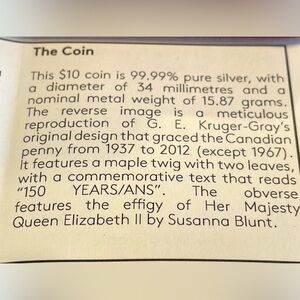 The Coin
This $10 coin is 99.99% pure silver, with
a diameter of 34 millimetres and a
nominal metal weight of 15.87 grams.
The reverse image is a meticulous
reproduction of G. E. Kruger-Gray's
original design that graced the Canadian
penny from 1937 to 2012 (except 1967).
It features a maple twig with two leaves,
with a commemorative text that reads
"150 YEARS/ANS". The obverse
features the effigy of Her Majesty
Queen Elizabeth II by Susanna Blunt.